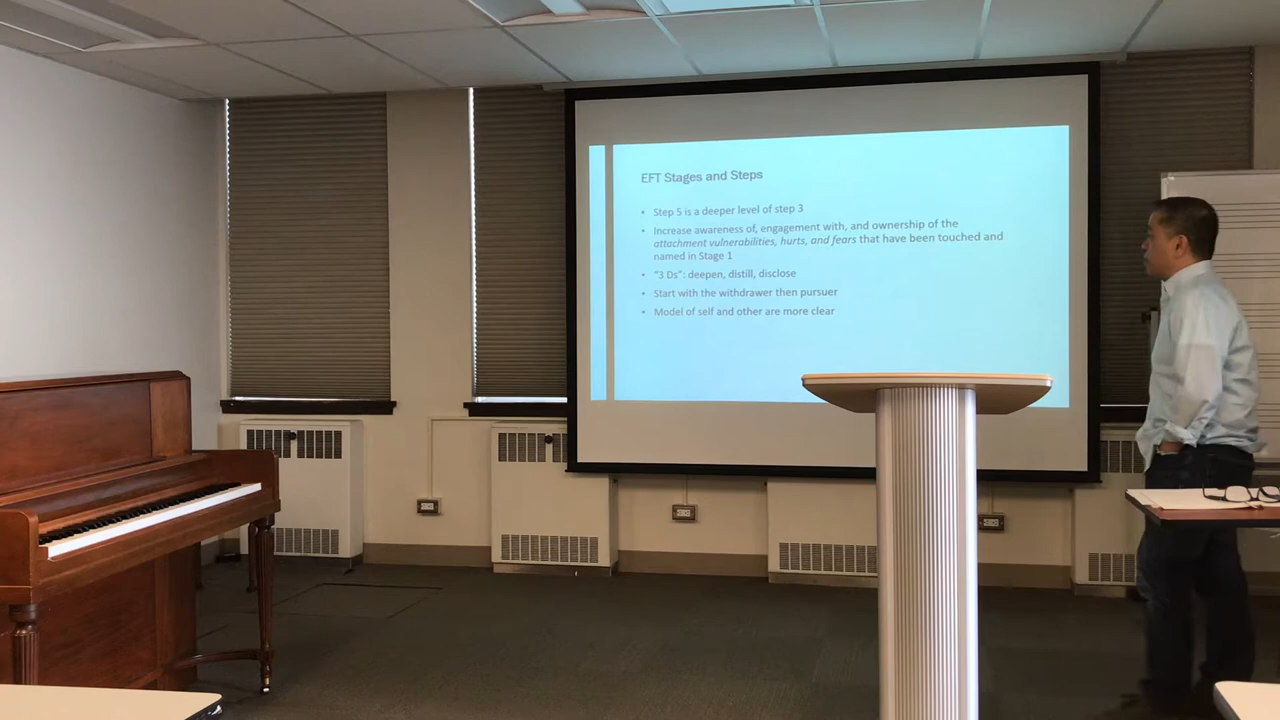 EFT Stages and Steps
• Step 5 is a deeper level of step 3
• Increase awareness of, engagement with, and ownership of the
attachment vulnerabilities, hurts, and fears that have been touched and
named in Stage 1
• "3 Ds": deepen, distill, disclose
• Start with the withdrawer then pursuer
• Model of self and other are more clear